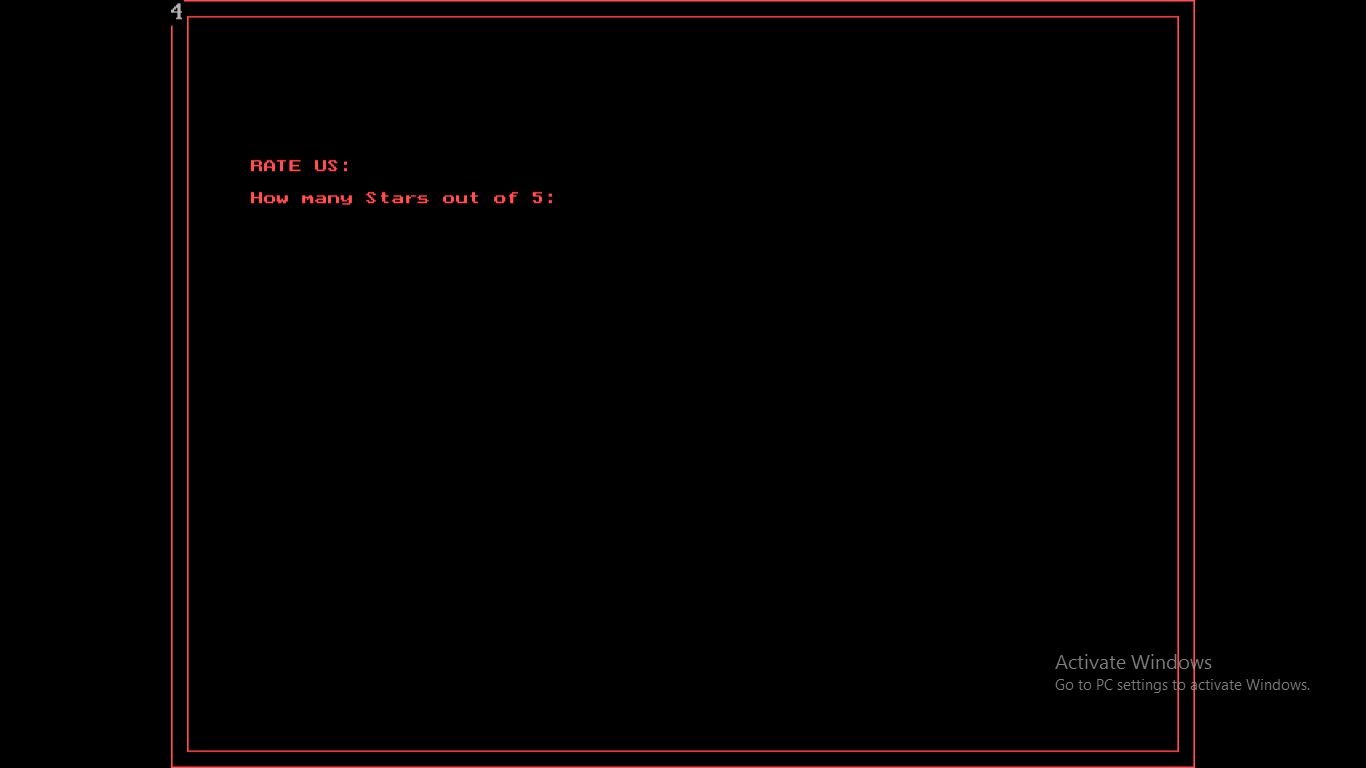 4
RATE US:
How many Stars out of 5:
Activate Windows
Go to PC settings to activate Windows.